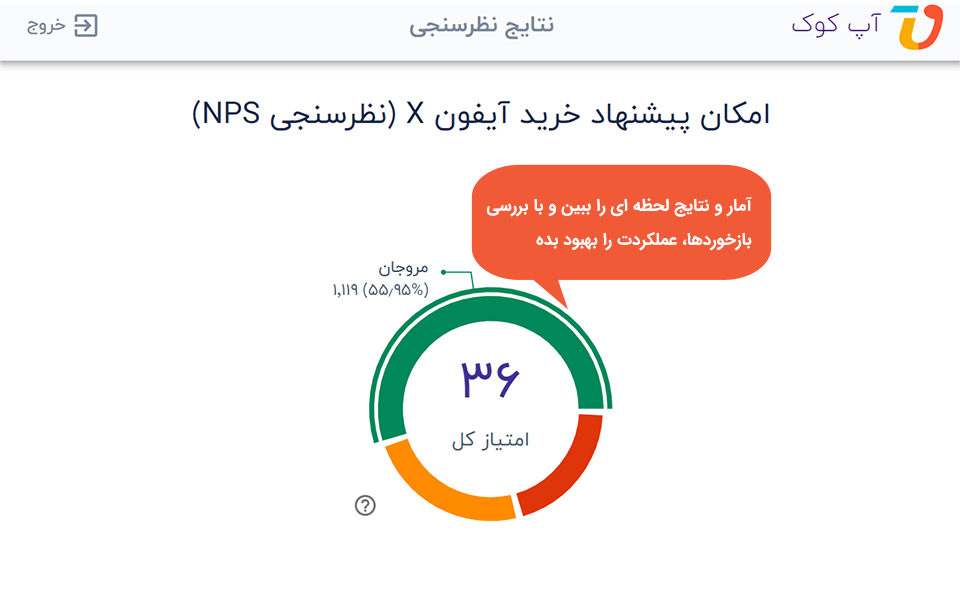 آپ کوک
نتایج نظرسنجی
خروج
امکان پیشنهاد خرید آیفون X (نظرسنجی NPS)
آمار و نتایج لحظه ای را ببین و با بررسی
بازخوردها، عملکردت را بهبود بده
مروجان
۱,۱۱۹ (۵۵٫۹۵%)
۳۶
امتیاز کل
?